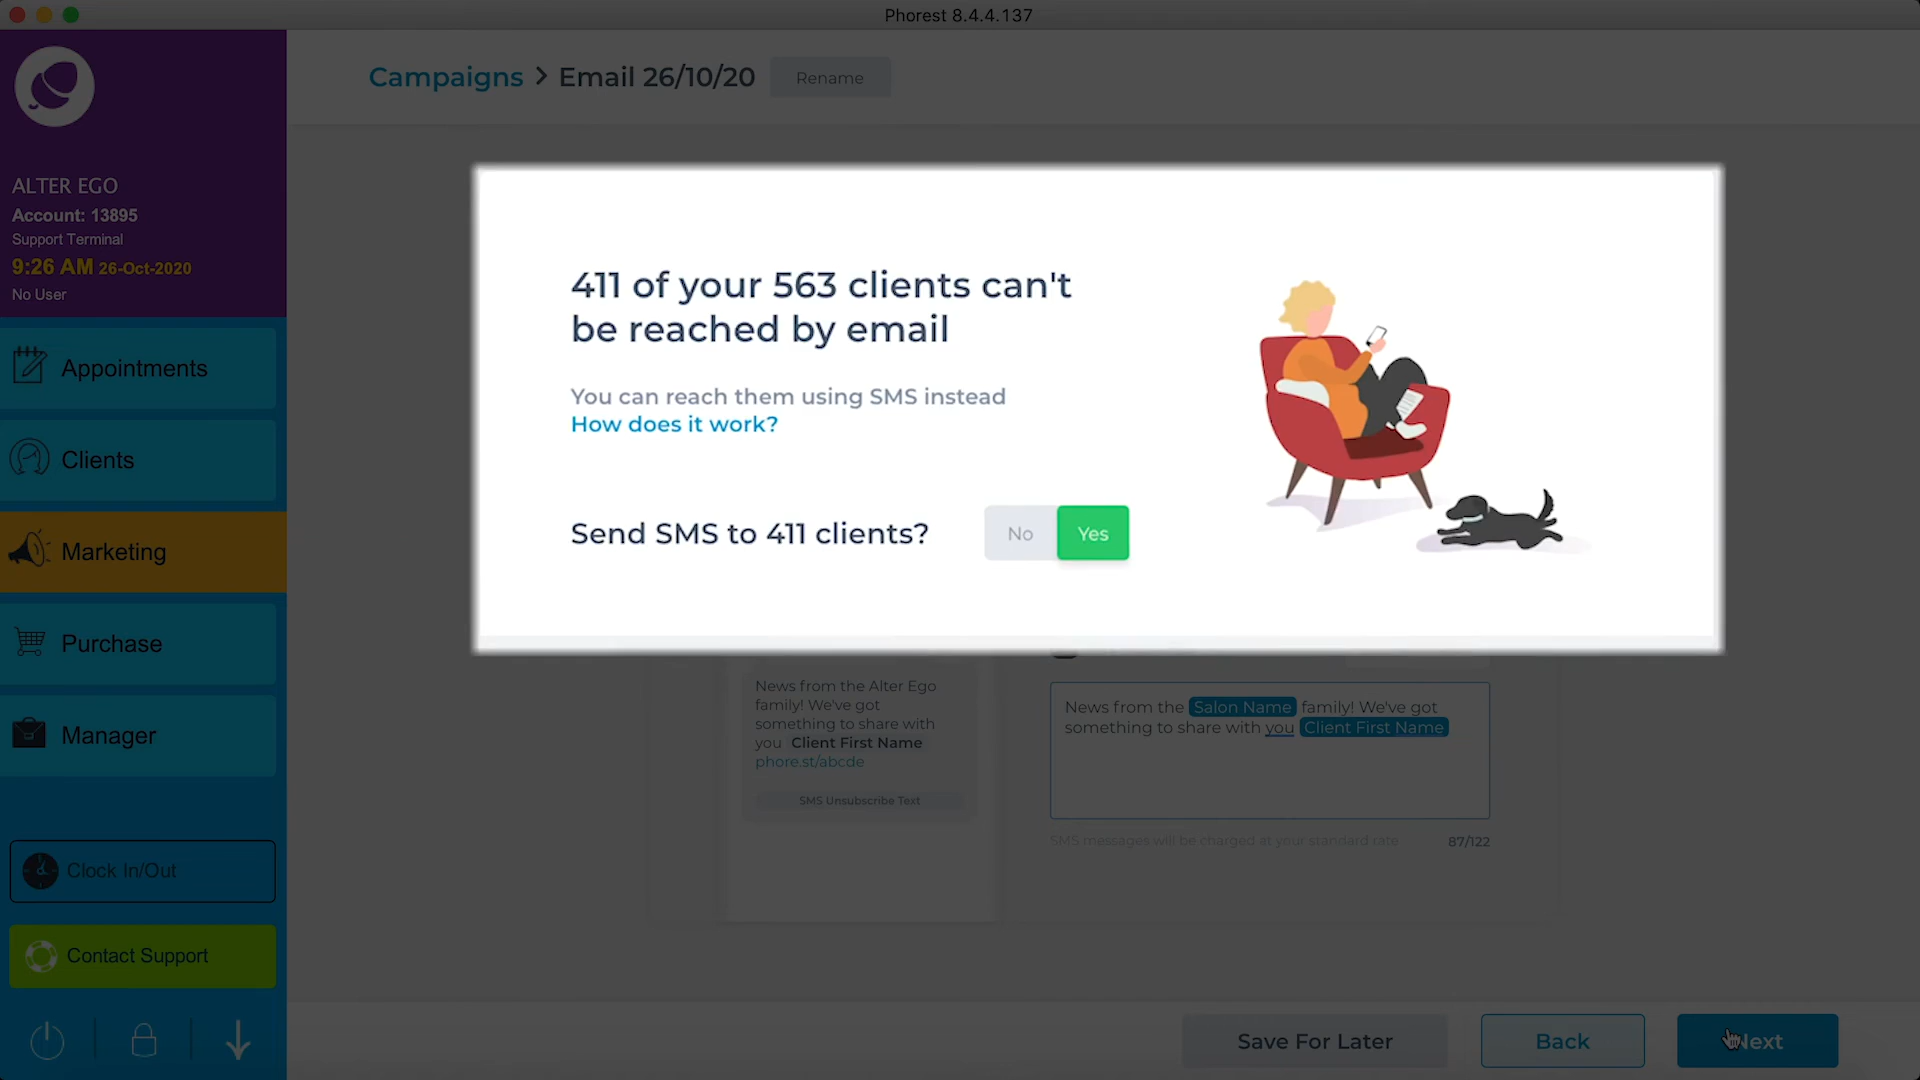 Phorest 8.4.4.137
Campaigns > Email 26/10/20
Rename
ALTER EGO
Account: 13895
Support Terminal
9:26 AM 26-Oct-2020
No User
Appointments
Clients
Marketing
Purchase
Manager
Clock In/Out
Contact Support
411 of your 563 clients can't
be reached by email
You can reach them using SMS instead
How does it work?
Send SMS to 411 clients?
No
Yes
News from the Alter Ego
family! We've got
something to share with
you Client First Name
phore.st/abcde
SMS Unsubscribe Text
News from the Salon Name family! We've got
something to share with you Client First Name
SMS messages will be charged at your standard rate
87/122
Save For Later
Back
Next